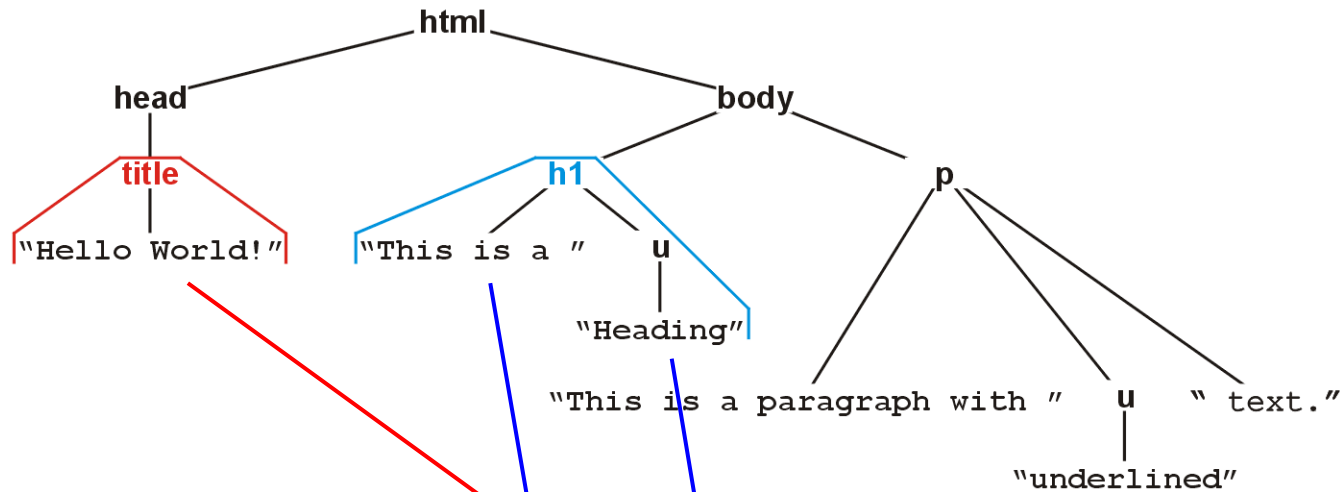 html
head body
title h1 p
“Hello World!” “This is a ” u
“Heading”
“This is a paragraph with ” u “ text.”
“underlined”